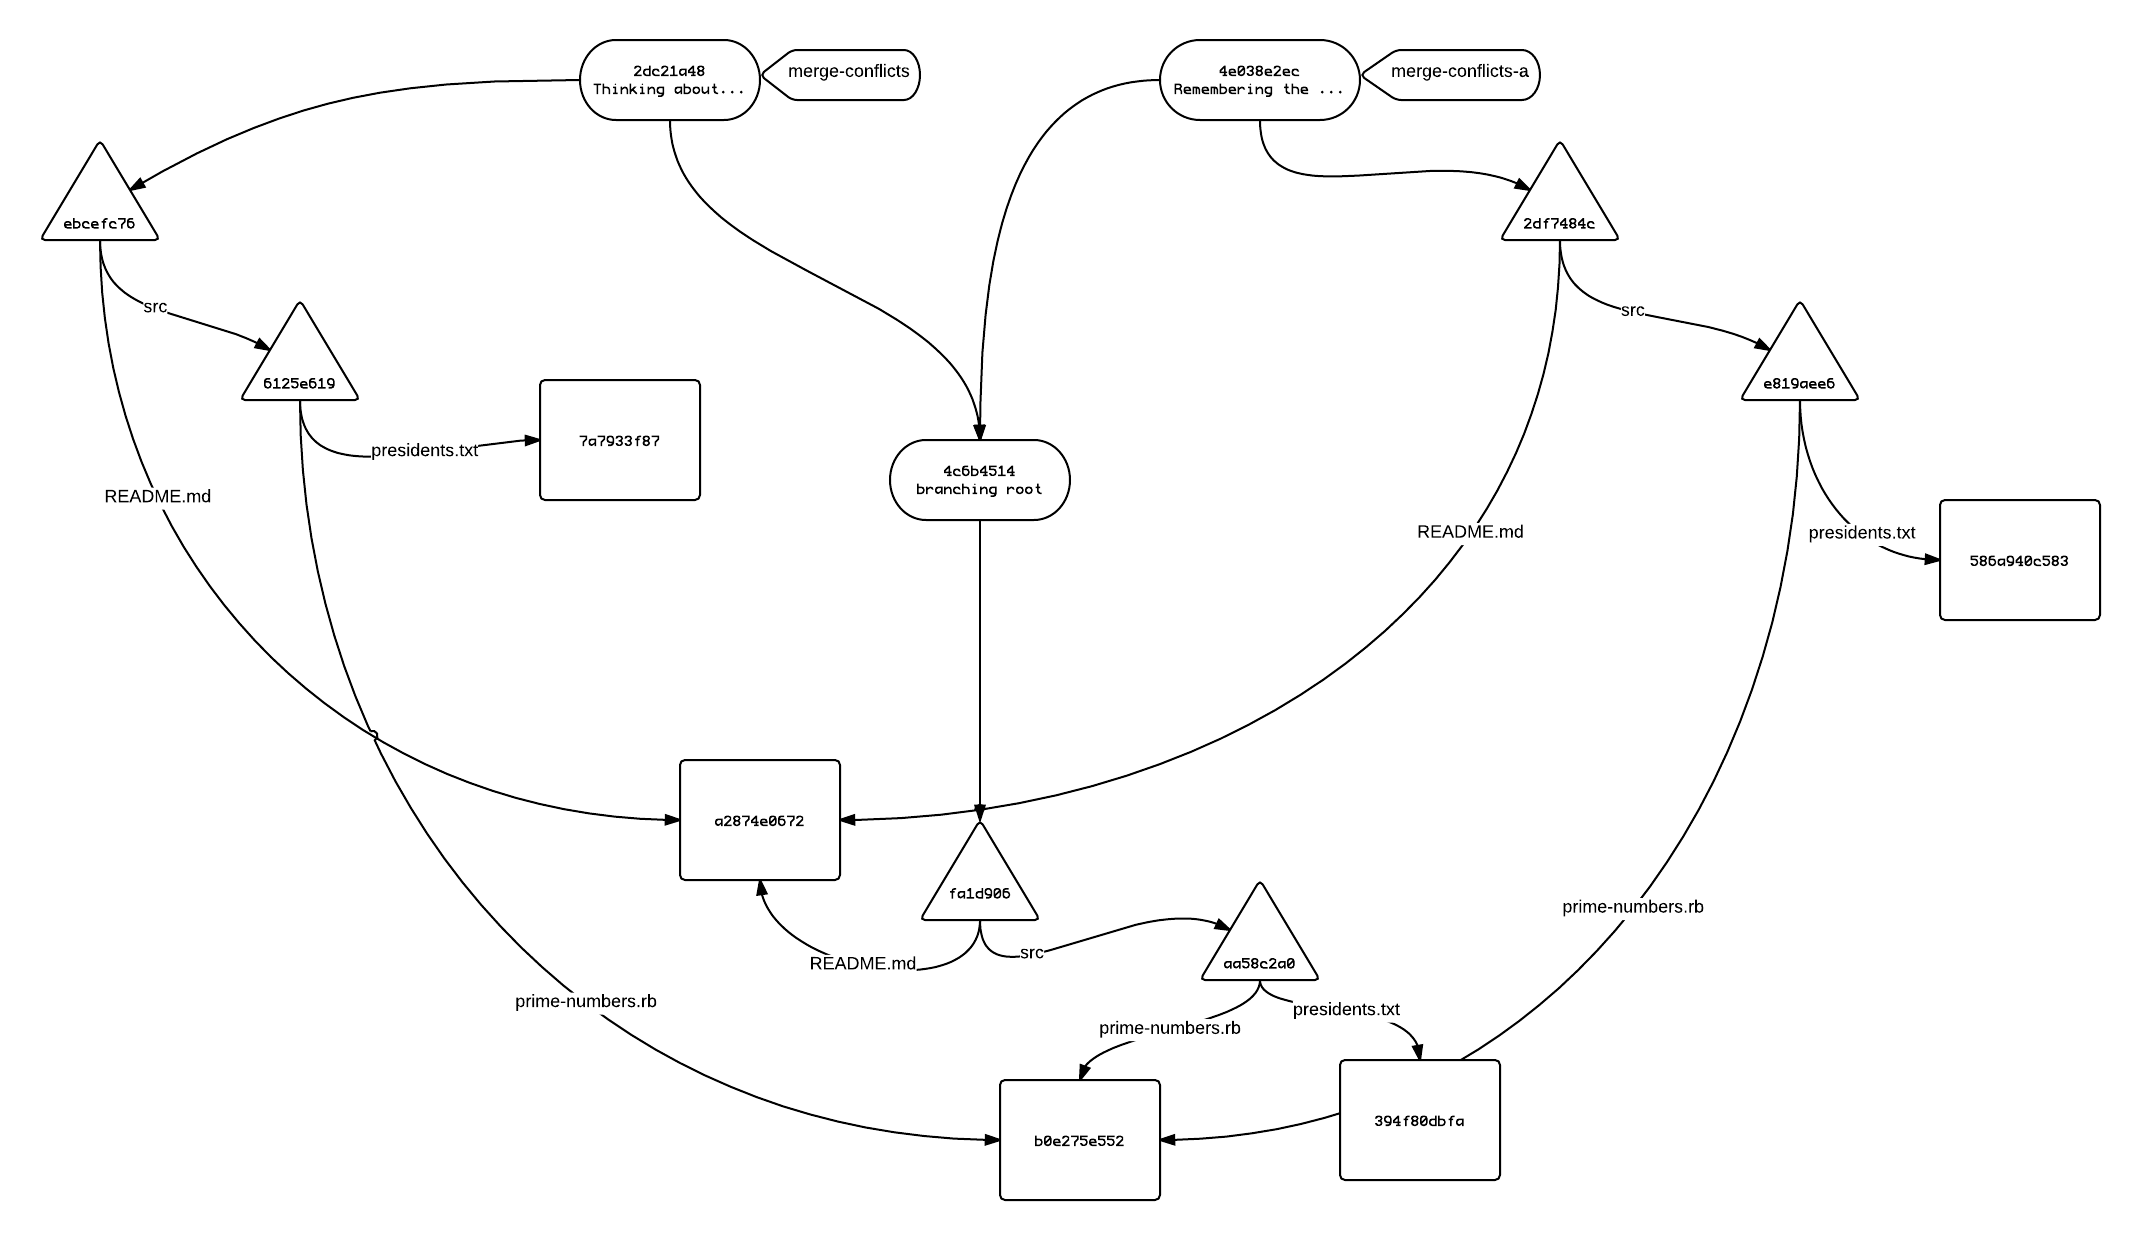 2dc21a48
Thinking about...
merge-conflicts
4e038e2ec
Remembering the ...
merge-conflicts-a
ebcefc76
2df7484c
src
src
6125e619
e819aee6
7a7933f87
presidents.txt
4c6b4514
branching root
README.md
README.md
presidents.txt
586a940c583
a2874e0672
fa1d906
prime-numbers.rb
README.md
src
aa58c2a0
prime-numbers.rb
presidents.txt
prime-numbers.rb
394f80dbfa
b0e275e552